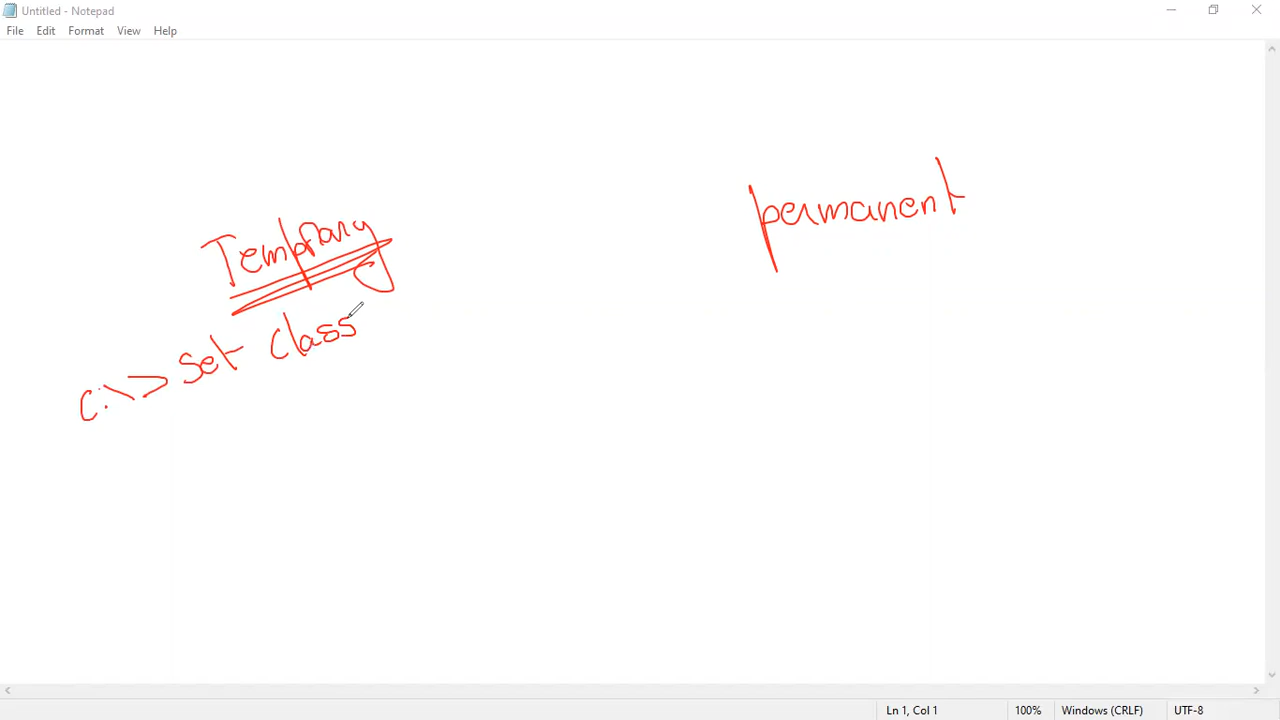 Untitled - Notepad
File Edit Format View Help
permanent
Temporary
C:\> Set Class
Ln 1, Col 1 100% Windows (CRLF) UTF-8